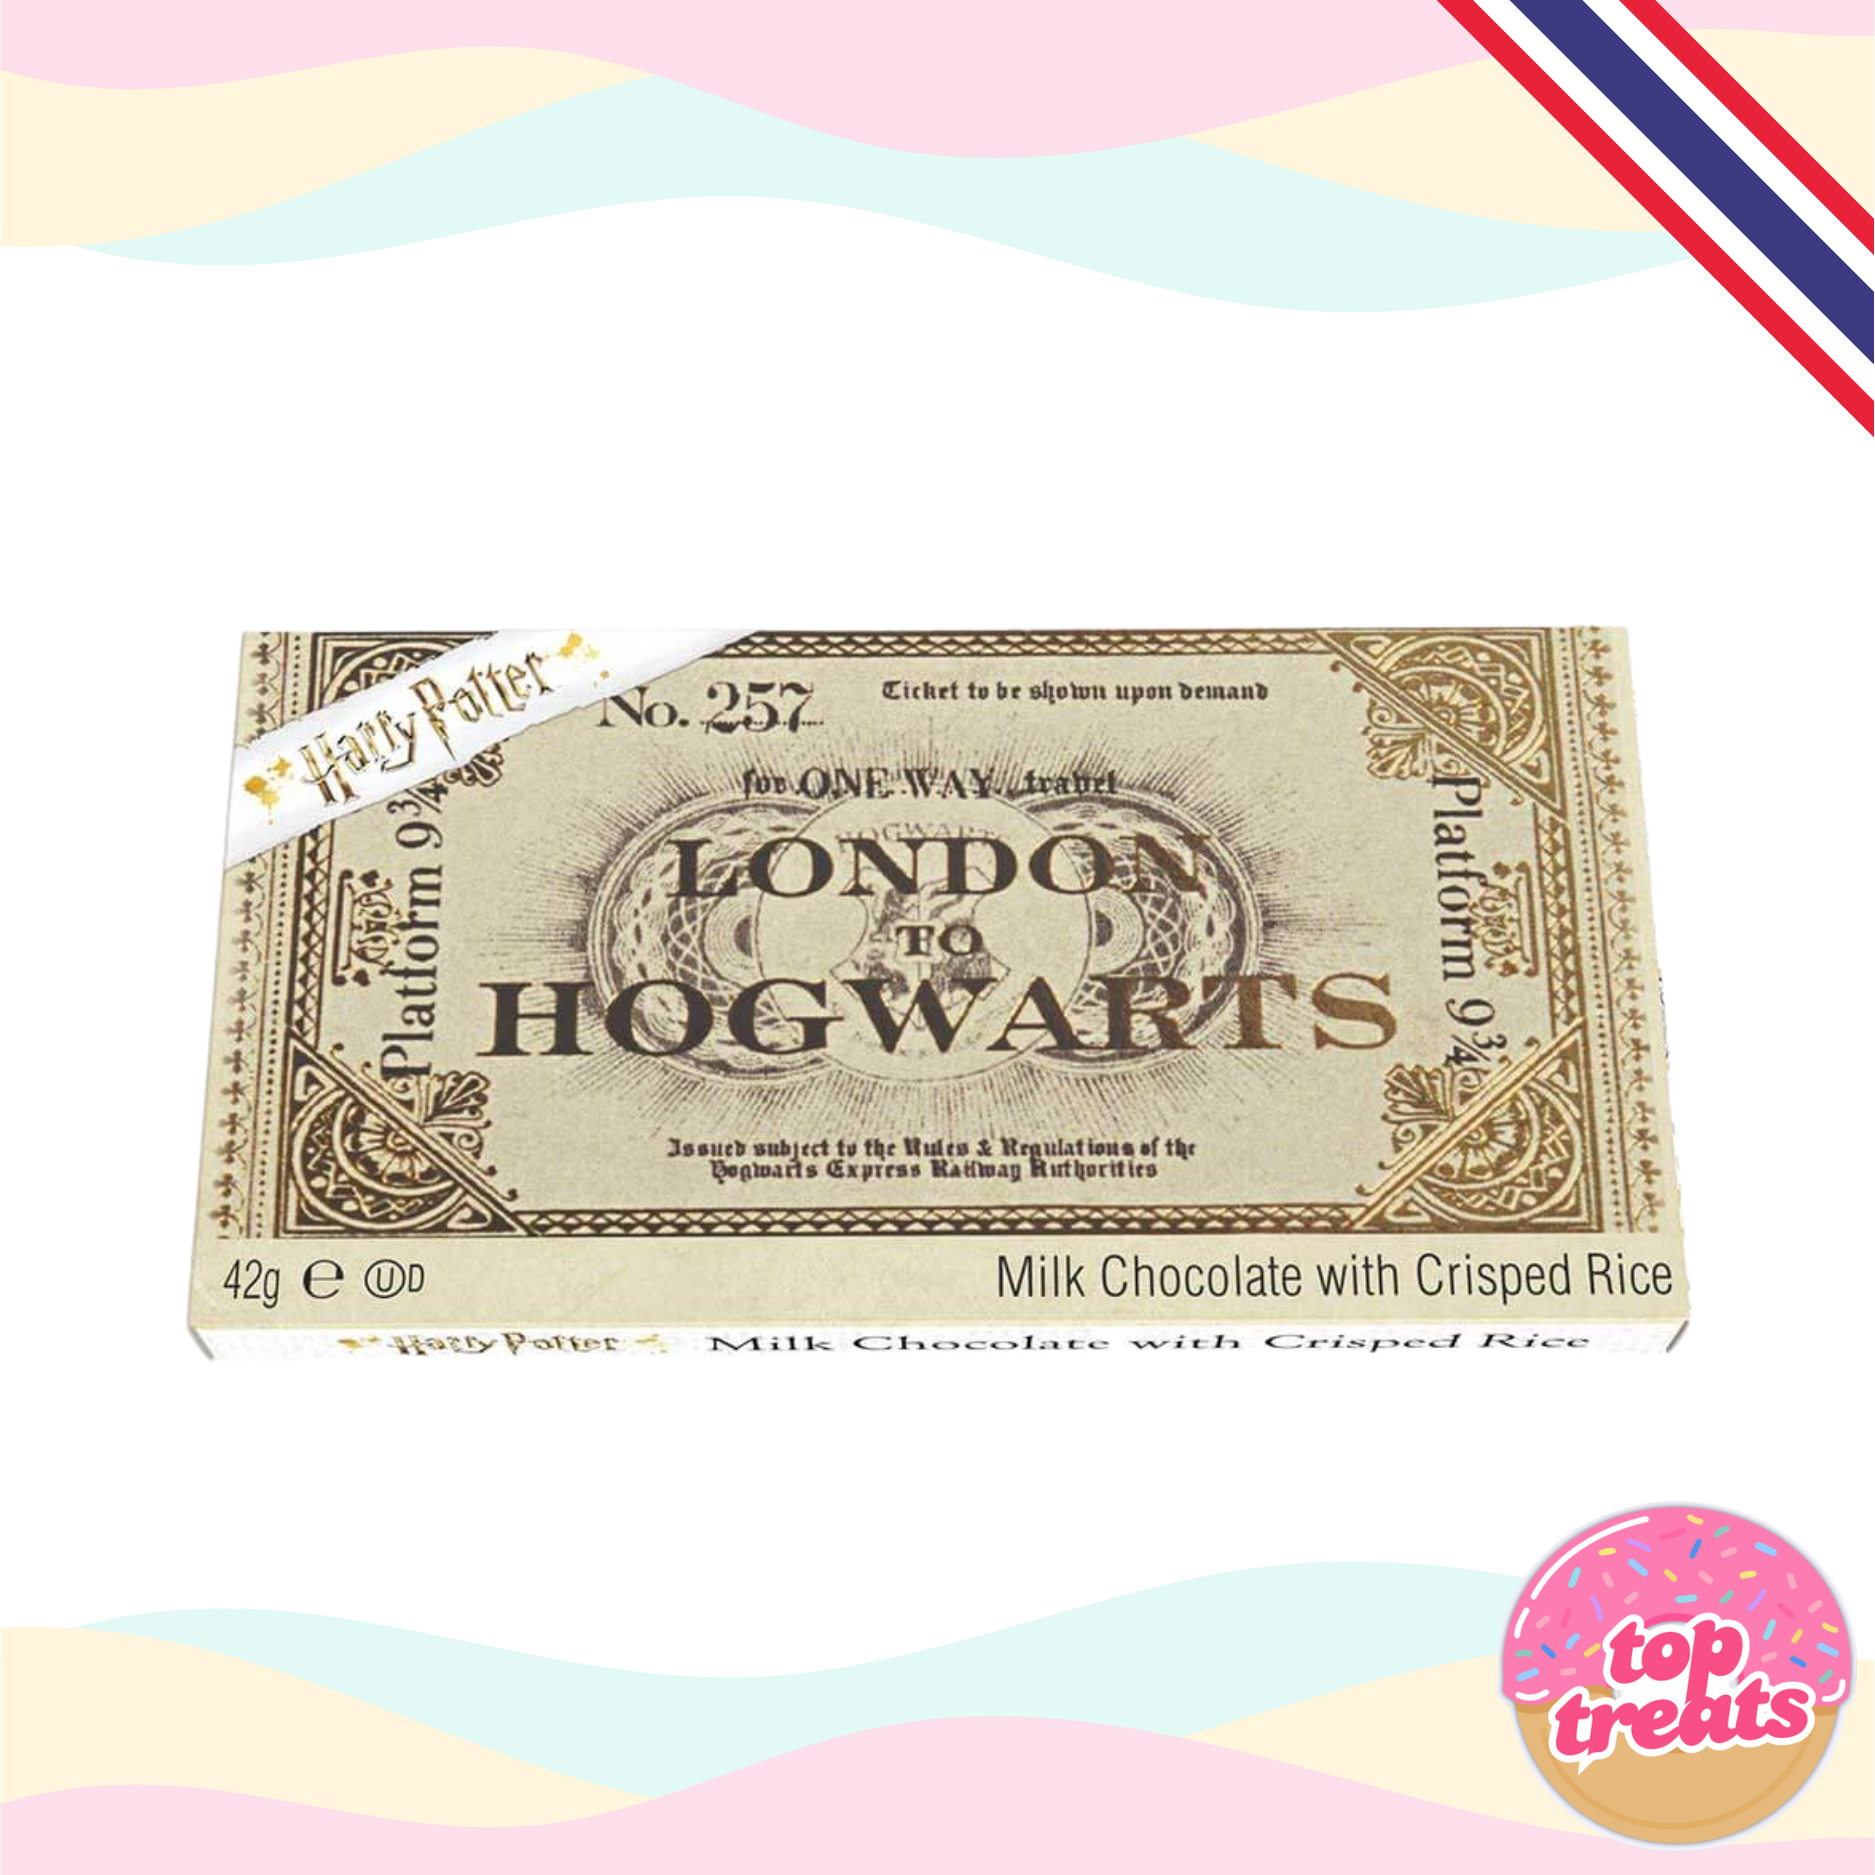 Harry Potter
No. 257
Ticket to be shown upon demand
for ONE WAY travel
HOGWARTS
LONDON
TO
HOGWARTS
Platform 9¾
Platform 9¾
Issued subject to the Rules & Regulations of the
Hogwarts Express Railway Authorities
42g ℮ ⓊD
Milk Chocolate with Crisped Rice
Harry Potter Milk Chocolate with Crisped Rice
top
treats